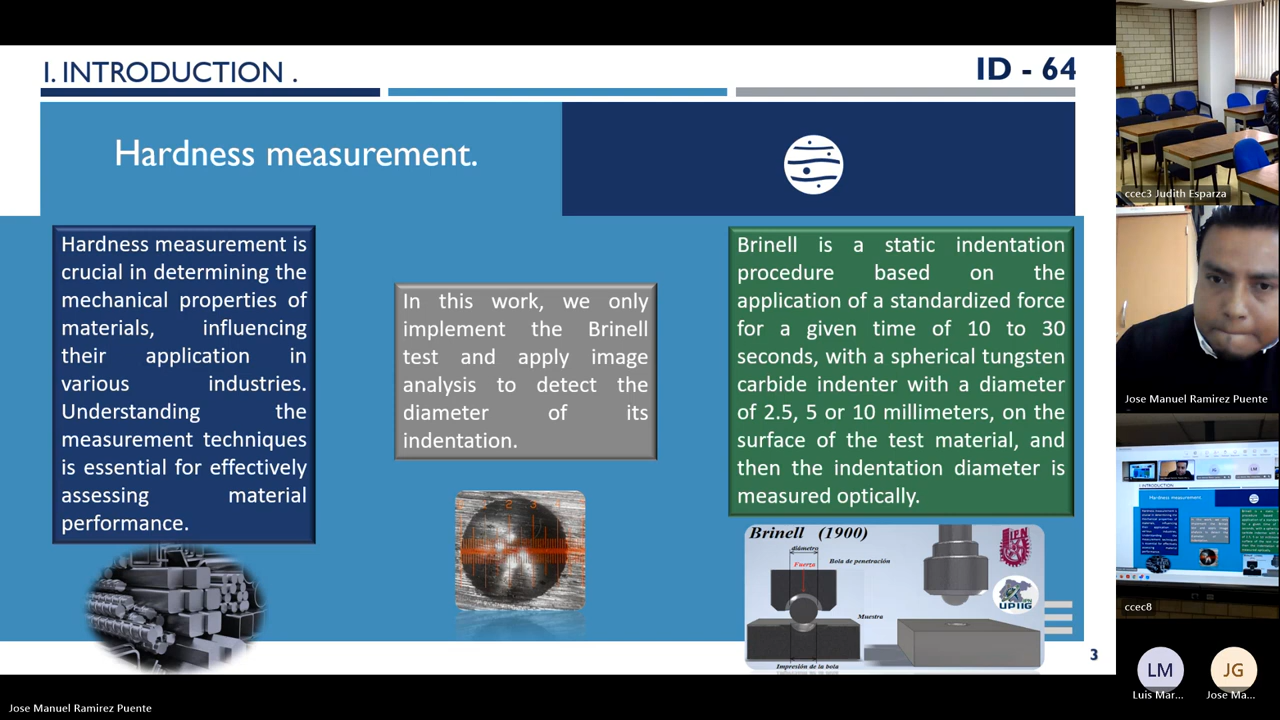 I. INTRODUCTION .
ID - 64
Hardness measurement.
Hardness measurement is
crucial in determining the
mechanical properties of
materials, influencing
their application in
various industries.
Understanding the
measurement techniques
is essential for effectively
assessing material
performance.
In this work, we only
implement the Brinell
test and apply image
analysis to detect the
diameter of its
indentation.
Brinell is a static indentation
procedure based on the
application of a standardized force
for a given time of 10 to 30
seconds, with a spherical tungsten
carbide indenter with a diameter
of 2.5, 5 or 10 millimeters, on the
surface of the test material, and
then the indentation diameter is
measured optically.
Brinell (1900)
diámetro
Fuerza
Bola de penetración
Muestra
Impresión de la bola
UPIIG
3
ccec3 Judith Esparza
Jose Manuel Ramirez Puente
Hardness measurement.
ccec8
LM
JG
Luis Mar...
Jose Ma...
Jose Manuel Ramirez Puente